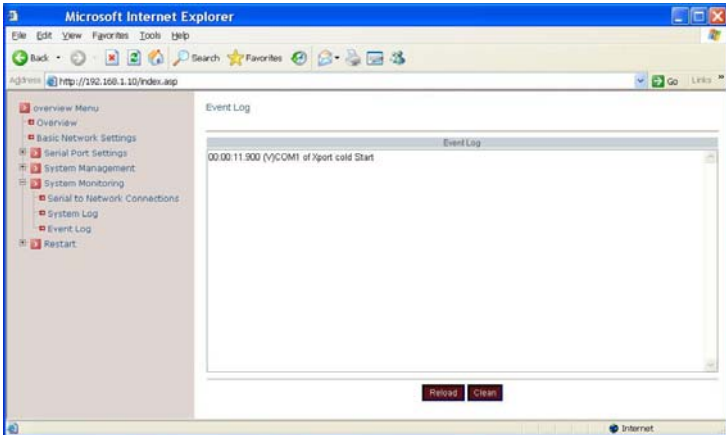 Microsoft Internet Explorer
File Edit View Favorites Tools Help
Back Search Favorites
Address http://192.168.1.10/index.asp Go Links »
overview Menu
Overview
Basic Network Settings
Serial Port Settings
System Management
System Monitoring
Serial to Network Connections
System Log
Event Log
Restart
Event Log
Event Log
00:00:11.900 (V)COM1 of Xport cold Start
Reload Clean
Internet